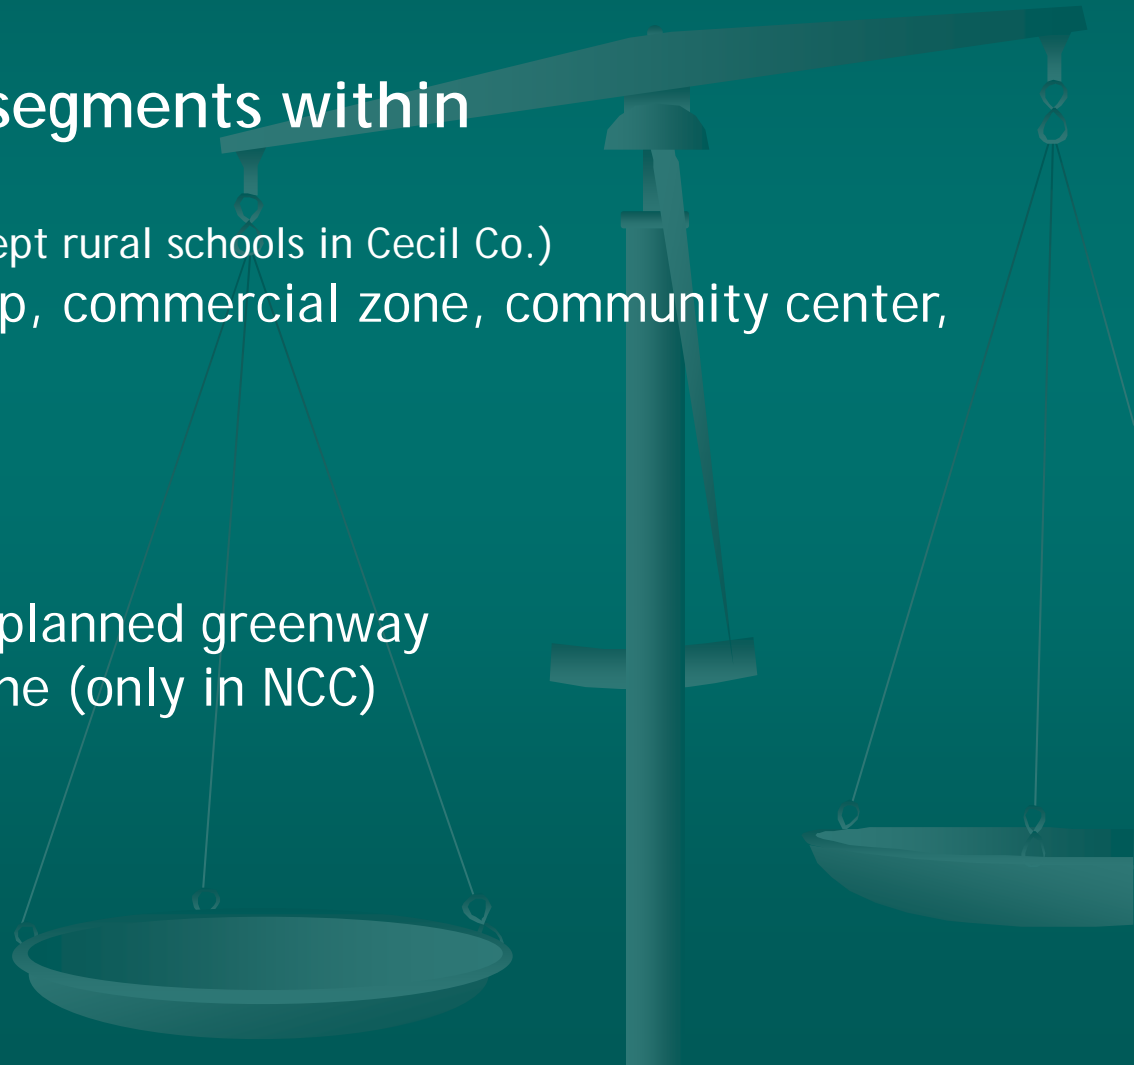 segments within
ept rural schools in Cecil Co.)
p, commercial zone, community center,
planned greenway
ne (only in NCC)